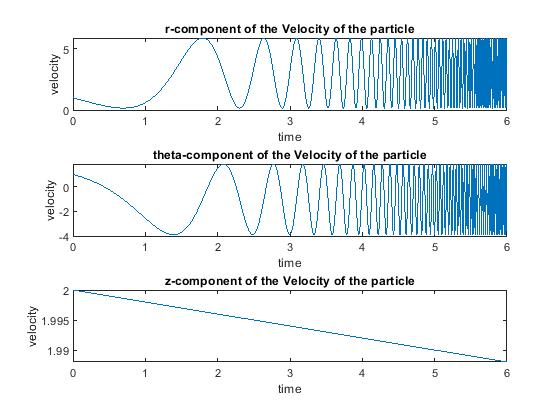 r-component of the Velocity of the particle
5
0
velocity
0 1 2 3 4 5 6
time
theta-component of the Velocity of the particle
0
-2
-4
velocity
0 1 2 3 4 5 6
time
z-component of the Velocity of the particle
2
1.995
1.99
velocity
0 1 2 3 4 5 6
time